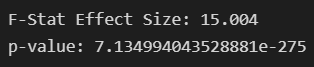 F-Stat Effect Size: 15.004
p-value: 7.134994043528881e-275